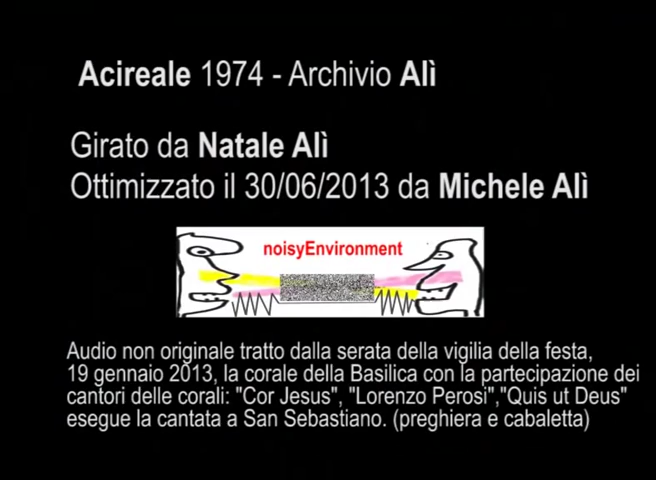 Acireale 1974 - Archivio Alì
Girato da Natale Alì
Ottimizzato il 30/06/2013 da Michele Alì
noisyEnvironment
Audio non originale tratto dalla serata della vigilia della festa,
19 gennaio 2013, la corale della Basilica con la partecipazione dei
cantori delle corali: "Cor Jesus", "Lorenzo Perosi","Quis ut Deus"
esegue la cantata a San Sebastiano. (preghiera e cabaletta)